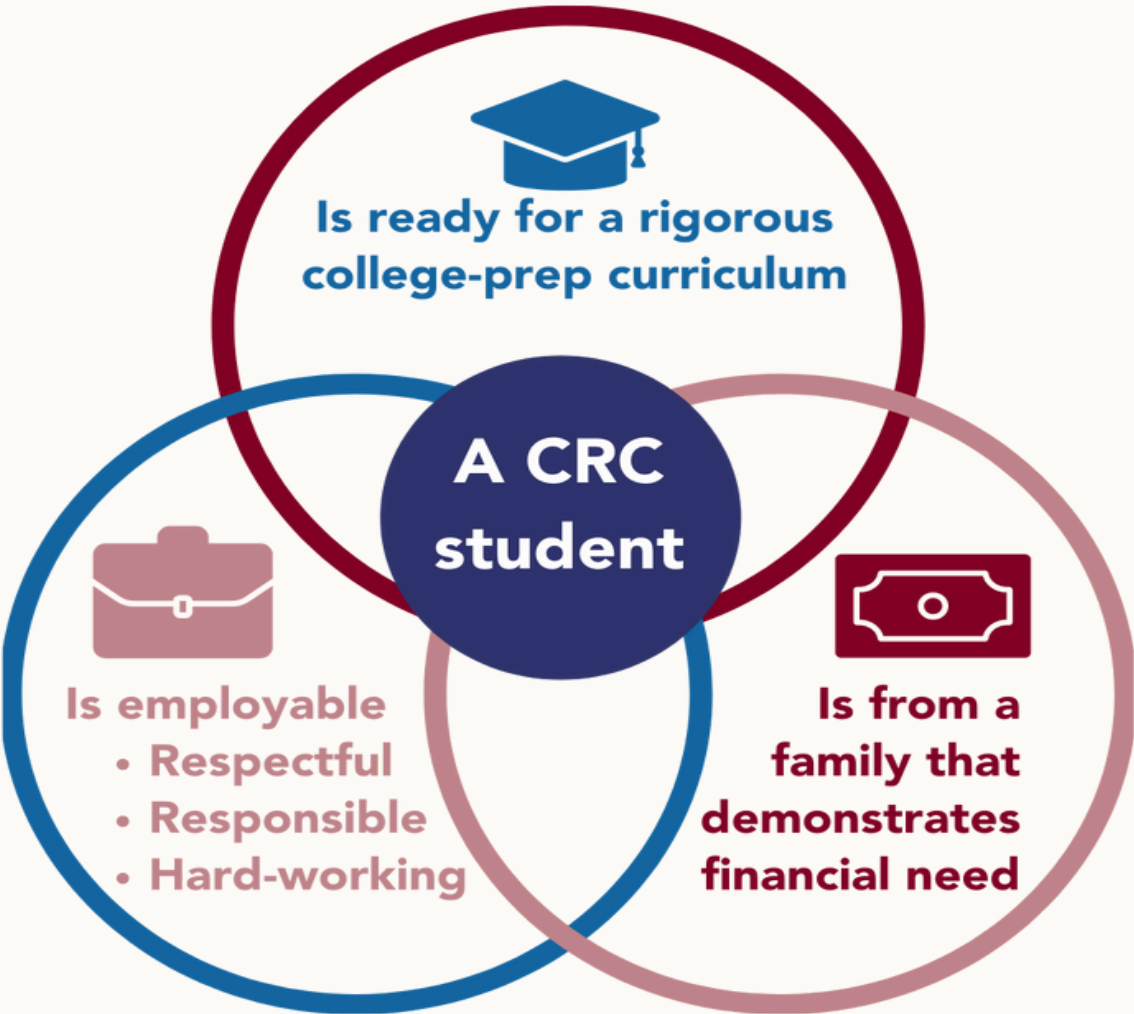 Is ready for a rigorous
college-prep curriculum
A CRC
student
Is employable
• Respectful
• Responsible
• Hard-working
Is from a
family that
demonstrates
financial need